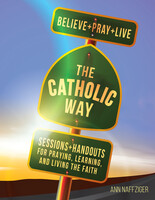 BELIEVE • PRAY • LIVE
THE
CATHOLIC
WAY
SESSIONS + HANDOUTS
FOR PRAYING, LEARNING,
AND LIVING THE FAITH
ANN NAFFZIGER